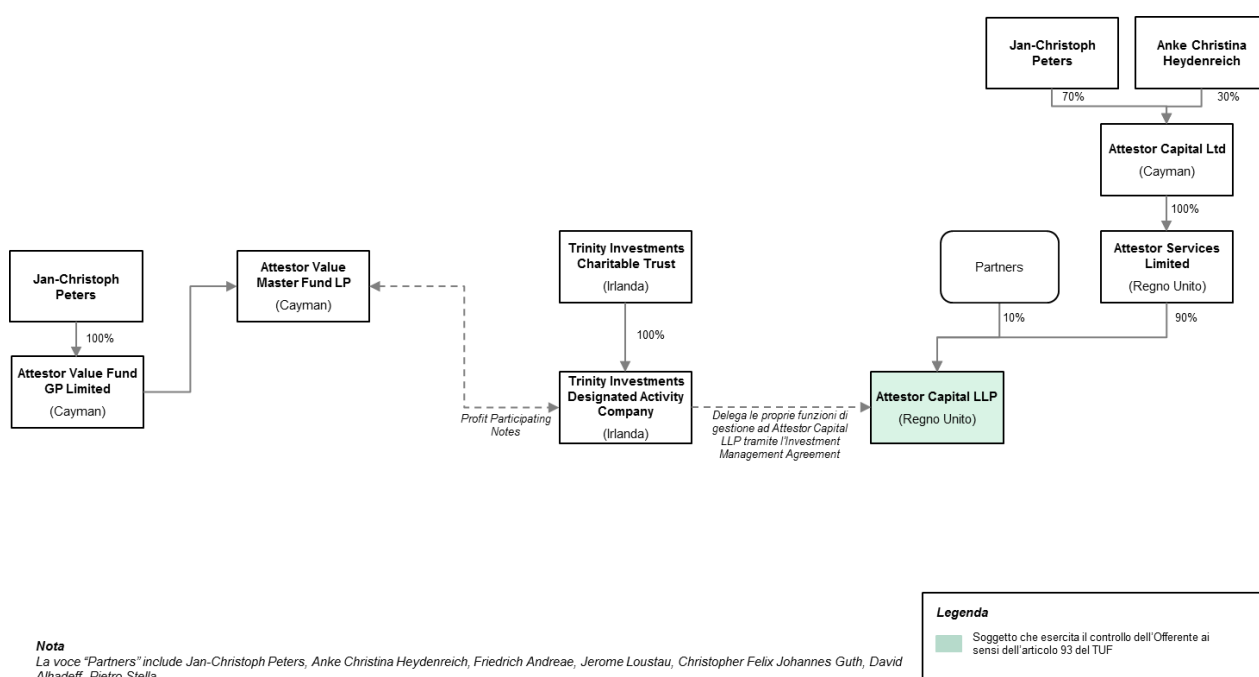 Jan-Christoph
Peters
Anke Christina
Heydenreich
70%
30%
Attestor Capital Ltd
(Cayman)
100%
Attestor Services
Limited
(Regno Unito)
Partners
10%
90%
Jan-Christoph
Peters
100%
Attestor Value Fund
GP Limited
(Cayman)
Attestor Value
Master Fund LP
(Cayman)
Trinity Investments
Charitable Trust
(Irlanda)
100%
Trinity Investments
Designated Activity
Company
(Irlanda)
Profit Participating
Notes
Delega le proprie funzioni di
gestione ad Attestor Capital
LLP tramite l'Investment
Management Agreement
Attestor Capital LLP
(Regno Unito)
Nota
La voce “Partners” include Jan-Christoph Peters, Anke Christina Heydenreich, Friedrich Andreae, Jerome Loustau, Christopher Felix Johannes Guth, David
Alhadeff, Pietro Stella
Legenda
Soggetto che esercita il controllo dell'Offerente ai
sensi dell'articolo 93 del TUF